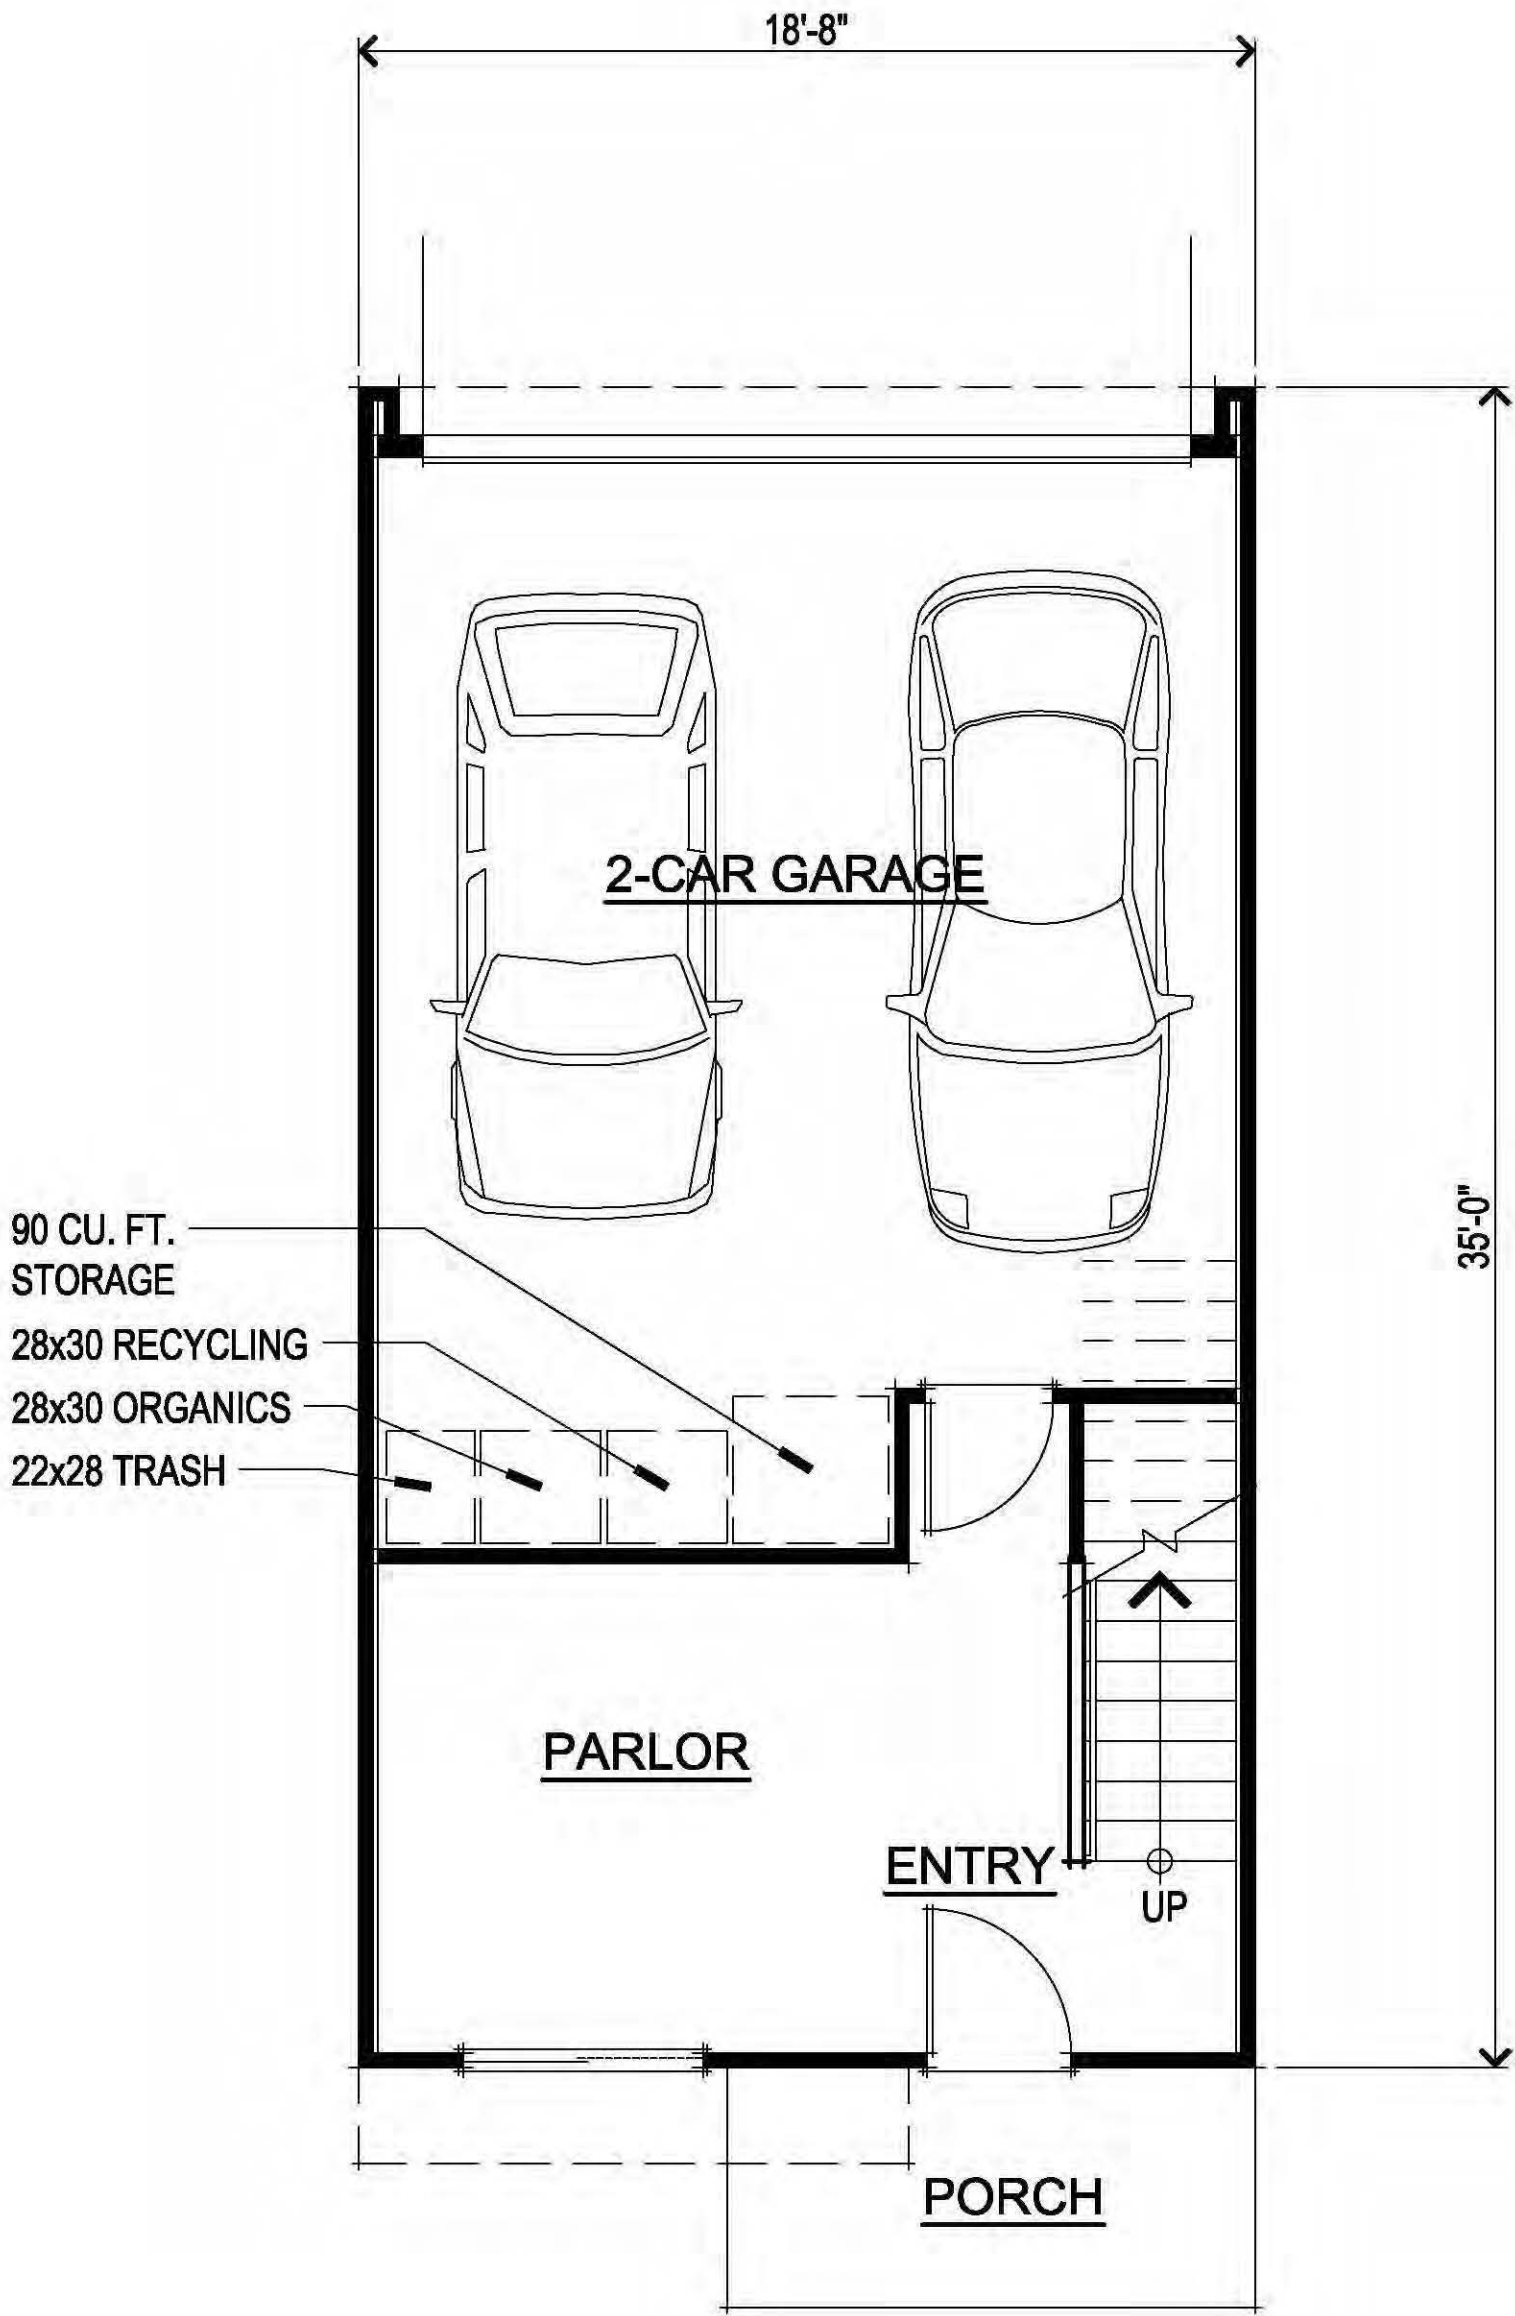 18'-8"
2-CAR GARAGE
90 CU. FT.
STORAGE
35'-0"
28x30 RECYCLING
28x30 ORGANICS
22x28 TRASH
PARLOR
ENTRY
UP
PORCH